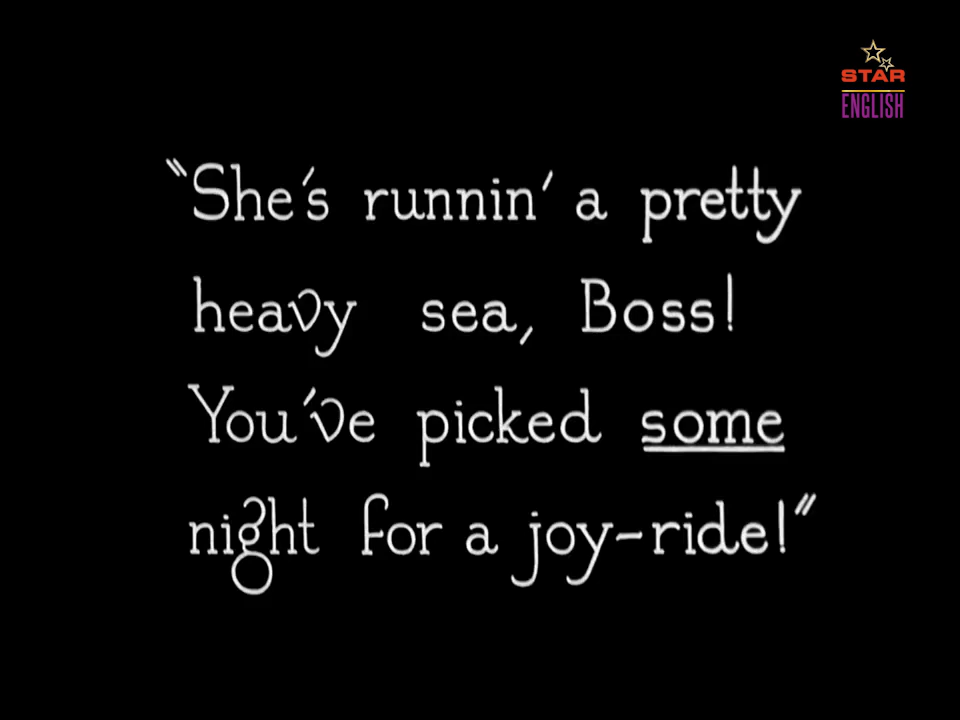 STAR
ENGLISH
"She's runnin' a pretty
heavy sea, Boss!
You've picked some
night for a joy-ride!"